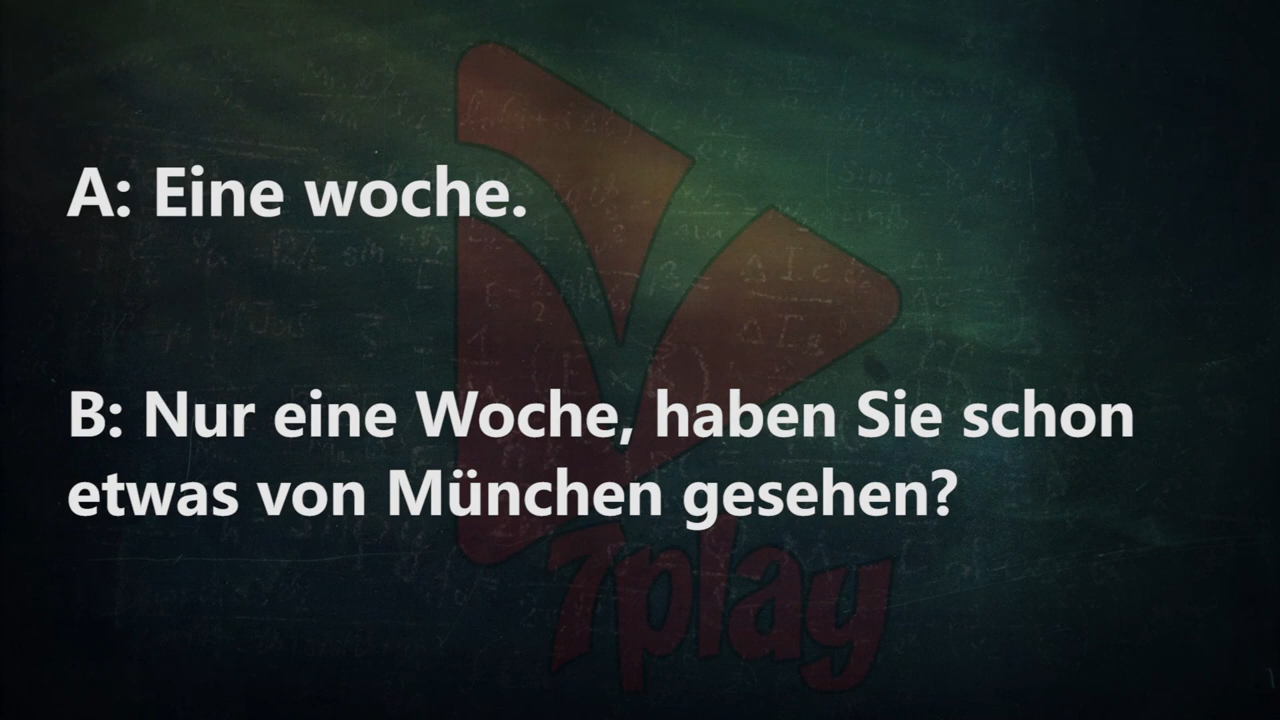 A: Eine woche.
B: Nur eine Woche, haben Sie schon
etwas von München gesehen?
7play